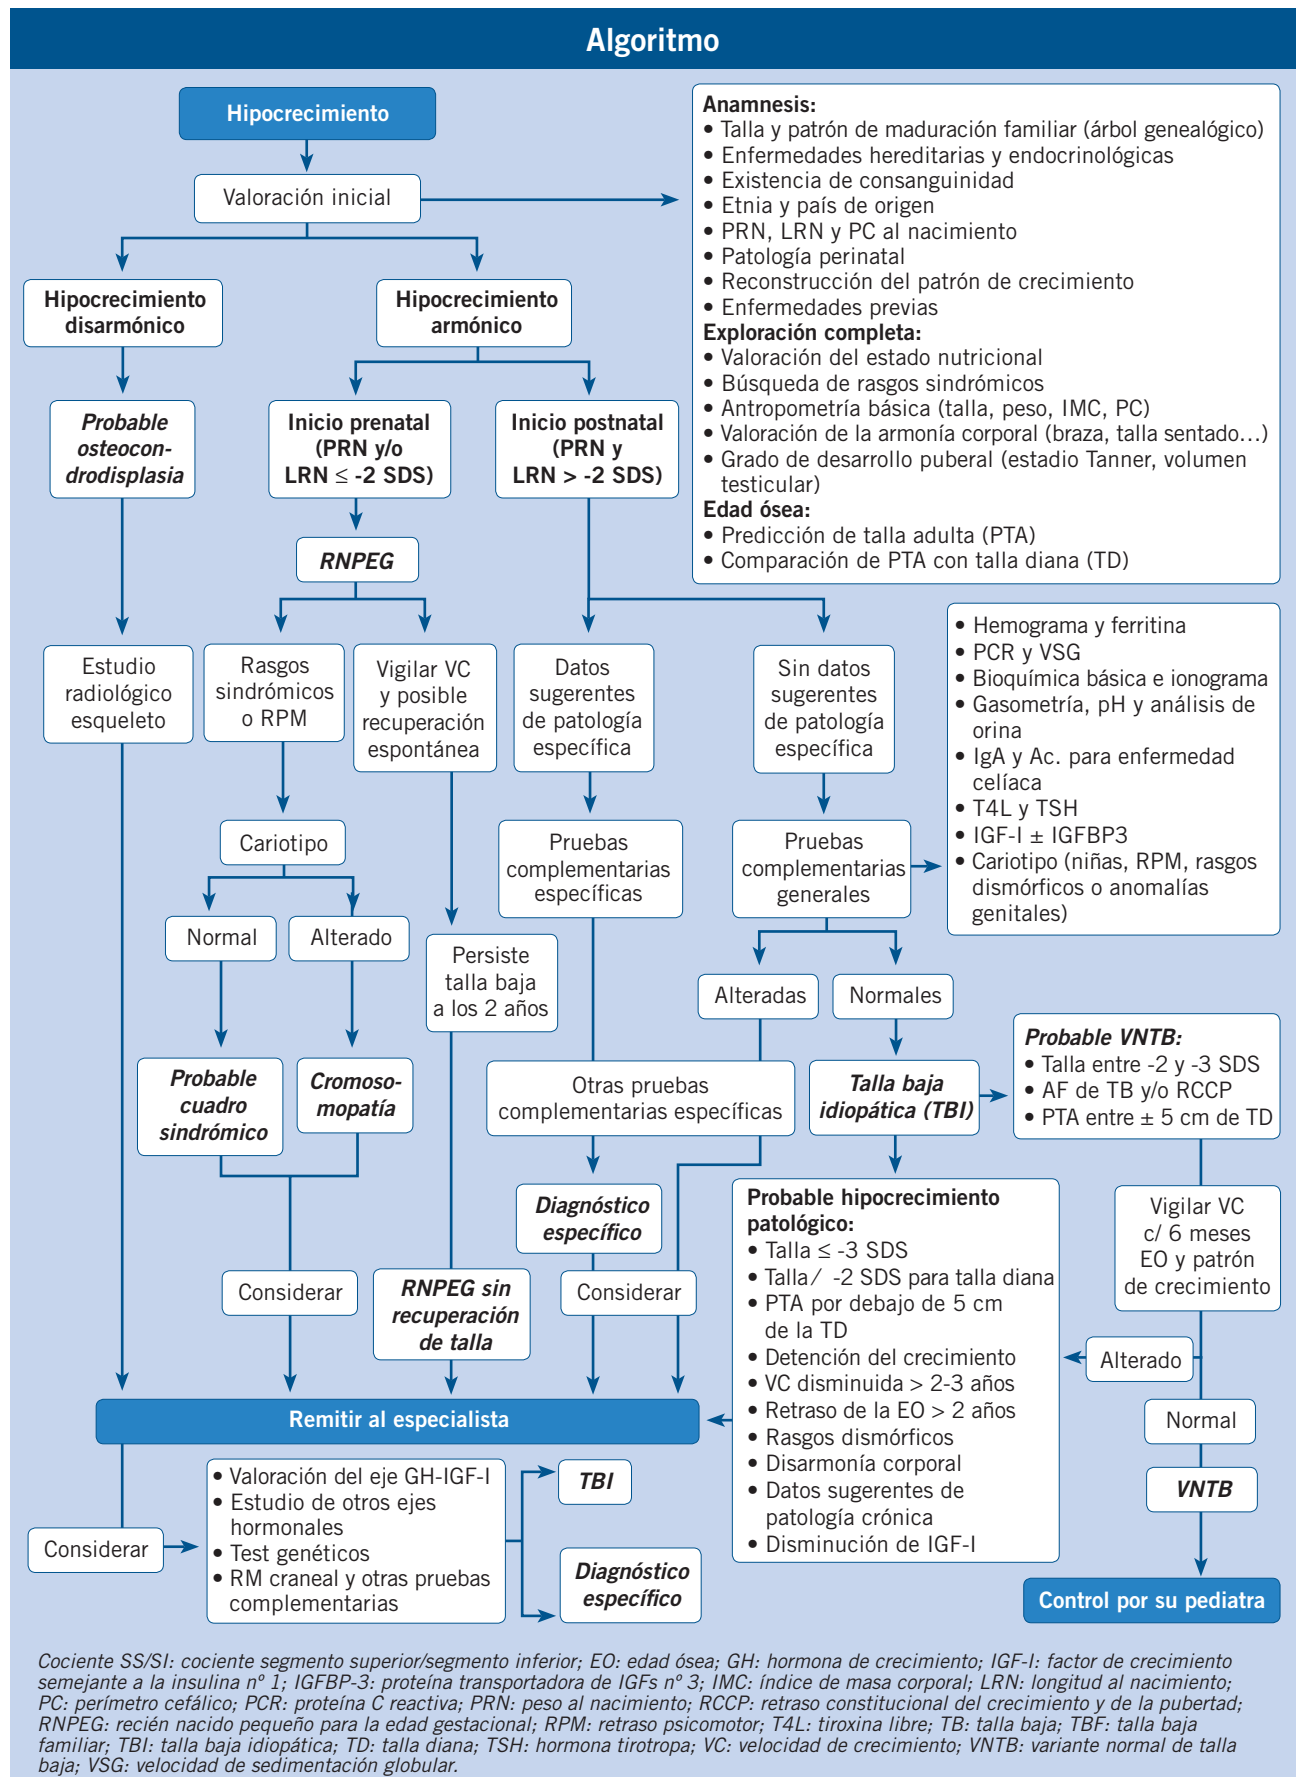 Algoritmo
Hipocrecimiento
Valoración inicial
Anamnesis:
• Talla y patrón de maduración familiar (árbol genealógico)
• Enfermedades hereditarias y endocrinológicas
• Existencia de consanguinidad
• Etnia y país de origen
• PRN, LRN y PC al nacimiento
• Patología perinatal
• Reconstrucción del patrón de crecimiento
• Enfermedades previas
Exploración completa:
• Valoración del estado nutricional
• Búsqueda de rasgos sindrómicos
• Antropometría básica (talla, peso, IMC, PC)
• Valoración de la armonía corporal (braza, talla sentado…)
• Grado de desarrollo puberal (estadio Tanner, volumen
testicular)
Edad ósea:
• Predicción de talla adulta (PTA)
• Comparación de PTA con talla diana (TD)
Hipocrecimiento
disarmónico
Hipocrecimiento
armónico
Probable
osteocon-
drodisplasia
Inicio prenatal
(PRN y/o
LRN ≤ -2 SDS)
Inicio postnatal
(PRN y
LRN > -2 SDS)
RNPEG
Estudio
radiológico
esqueleto
Rasgos
sindrómicos
o RPM
Vigilar VC
y posible
recuperación
espontánea
Datos
sugerentes
de patología
específica
Sin datos
sugerentes
de patología
específica
• Hemograma y ferritina
• PCR y VSG
• Bioquímica básica e ionograma
• Gasometría, pH y análisis de
orina
• IgA y Ac. para enfermedad
celíaca
• T4L y TSH
• IGF-I ± IGFBP3
• Cariotipo (niñas, RPM, rasgos
dismórficos o anomalías
genitales)
Cariotipo
Pruebas
complementarias
específicas
Pruebas
complementarias
generales
Normal
Alterado
Persiste
talla baja
a los 2 años
Alteradas
Normales
Probable
cuadro
sindrómico
Cromoso-
mopatía
Otras pruebas
complementarias específicas
Talla baja
idiopática (TBI)
Probable VNTB:
• Talla entre -2 y -3 SDS
• AF de TB y/o RCCP
• PTA entre ± 5 cm de TD
Diagnóstico
específico
Probable hipocrecimiento
patológico:
• Talla ≤ -3 SDS
• Talla/ -2 SDS para talla diana
• PTA por debajo de 5 cm
de la TD
• Detención del crecimiento
• VC disminuida > 2-3 años
• Retraso de la EO > 2 años
• Rasgos dismórficos
• Disarmonía corporal
• Datos sugerentes de
patología crónica
• Disminución de IGF-I
Vigilar VC
c/ 6 meses
EO y patrón
de crecimiento
Considerar
RNPEG sin
recuperación
de talla
Considerar
Alterado
Normal
Remitir al especialista
VNTB
Considerar
• Valoración del eje GH-IGF-I
• Estudio de otros ejes
hormonales
• Test genéticos
• RM craneal y otras pruebas
complementarias
TBI
Diagnóstico
específico
Control por su pediatra
Cociente SS/SI: cociente segmento superior/segmento inferior; EO: edad ósea; GH: hormona de crecimiento; IGF-I: factor de crecimiento
semejante a la insulina nº 1; IGFBP-3: proteína transportadora de IGFs nº 3; IMC: índice de masa corporal; LRN: longitud al nacimiento;
PC: perímetro cefálico; PCR: proteína C reactiva; PRN: peso al nacimiento; RCCP: retraso constitucional del crecimiento y de la pubertad;
RNPEG: recién nacido pequeño para la edad gestacional; RPM: retraso psicomotor; T4L: tiroxina libre; TB: talla baja; TBF: talla baja
familiar; TBI: talla baja idiopática; TD: talla diana; TSH: hormona tirotropa; VC: velocidad de crecimiento; VNTB: variante normal de talla
baja; VSG: velocidad de sedimentación globular.